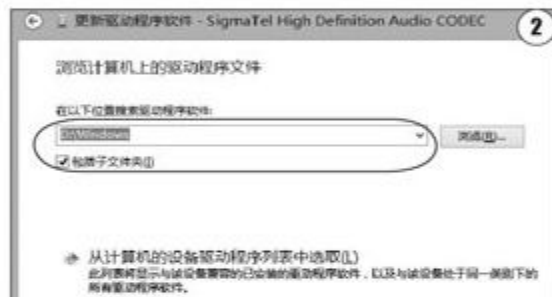 更新驱动程序软件 - SigmaTel High Definition Audio CODEC
2
浏览计算机上的驱动程序文件
在以下位置搜索驱动程序软件:
D:\Windows
浏览(R)...
包括子文件夹(I)
从计算机的设备驱动程序列表中选取(L)
此列表将显示与该设备兼容的已安装的驱动程序软件，以及与该设备处于同一类别下的
所有驱动程序软件。